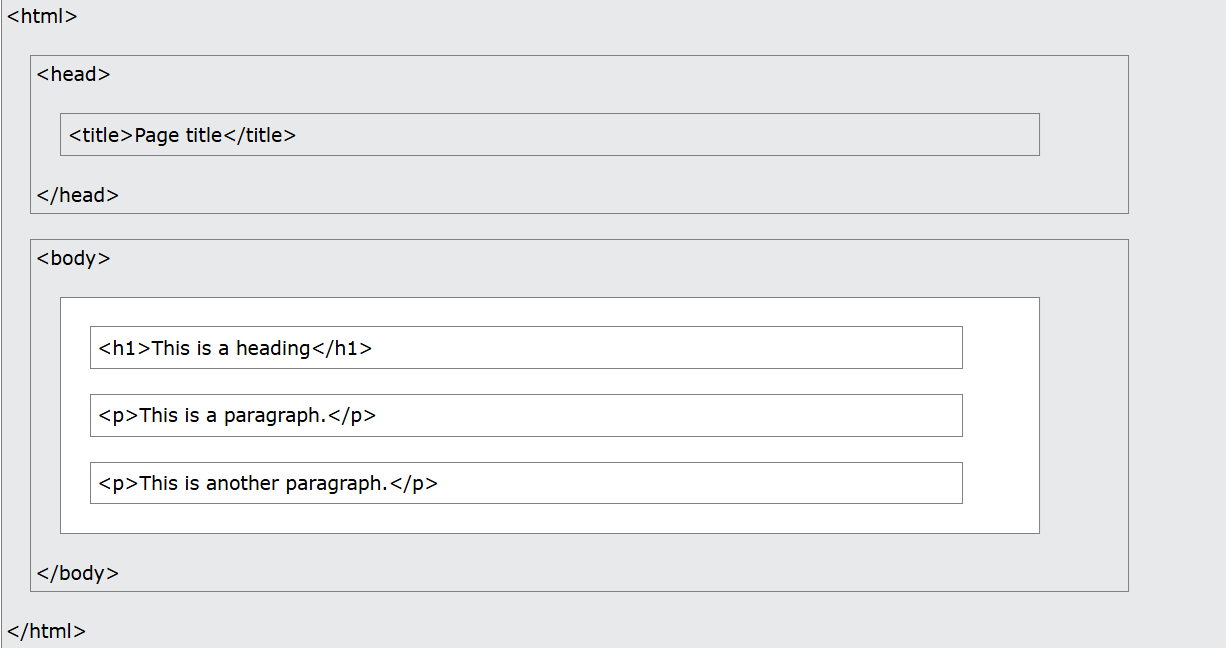 <html>
<head>
<title>Page title</title>
</head>
<body>
<h1>This is a heading</h1>
<p>This is a paragraph.</p>
<p>This is another paragraph.</p>
</body>
</html>